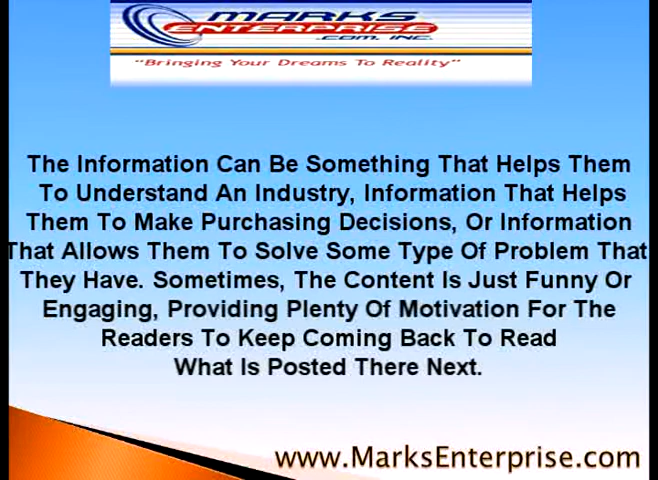 MARKS
ENTERPRISE
.COM. INC.
"Bringing Your Dreams To Reality"
The Information Can Be Something That Helps Them
To Understand An Industry, Information That Helps
Them To Make Purchasing Decisions, Or Information
That Allows Them To Solve Some Type Of Problem That
They Have. Sometimes, The Content Is Just Funny Or
Engaging, Providing Plenty Of Motivation For The
Readers To Keep Coming Back To Read
What Is Posted There Next.
www.MarksEnterprise.com